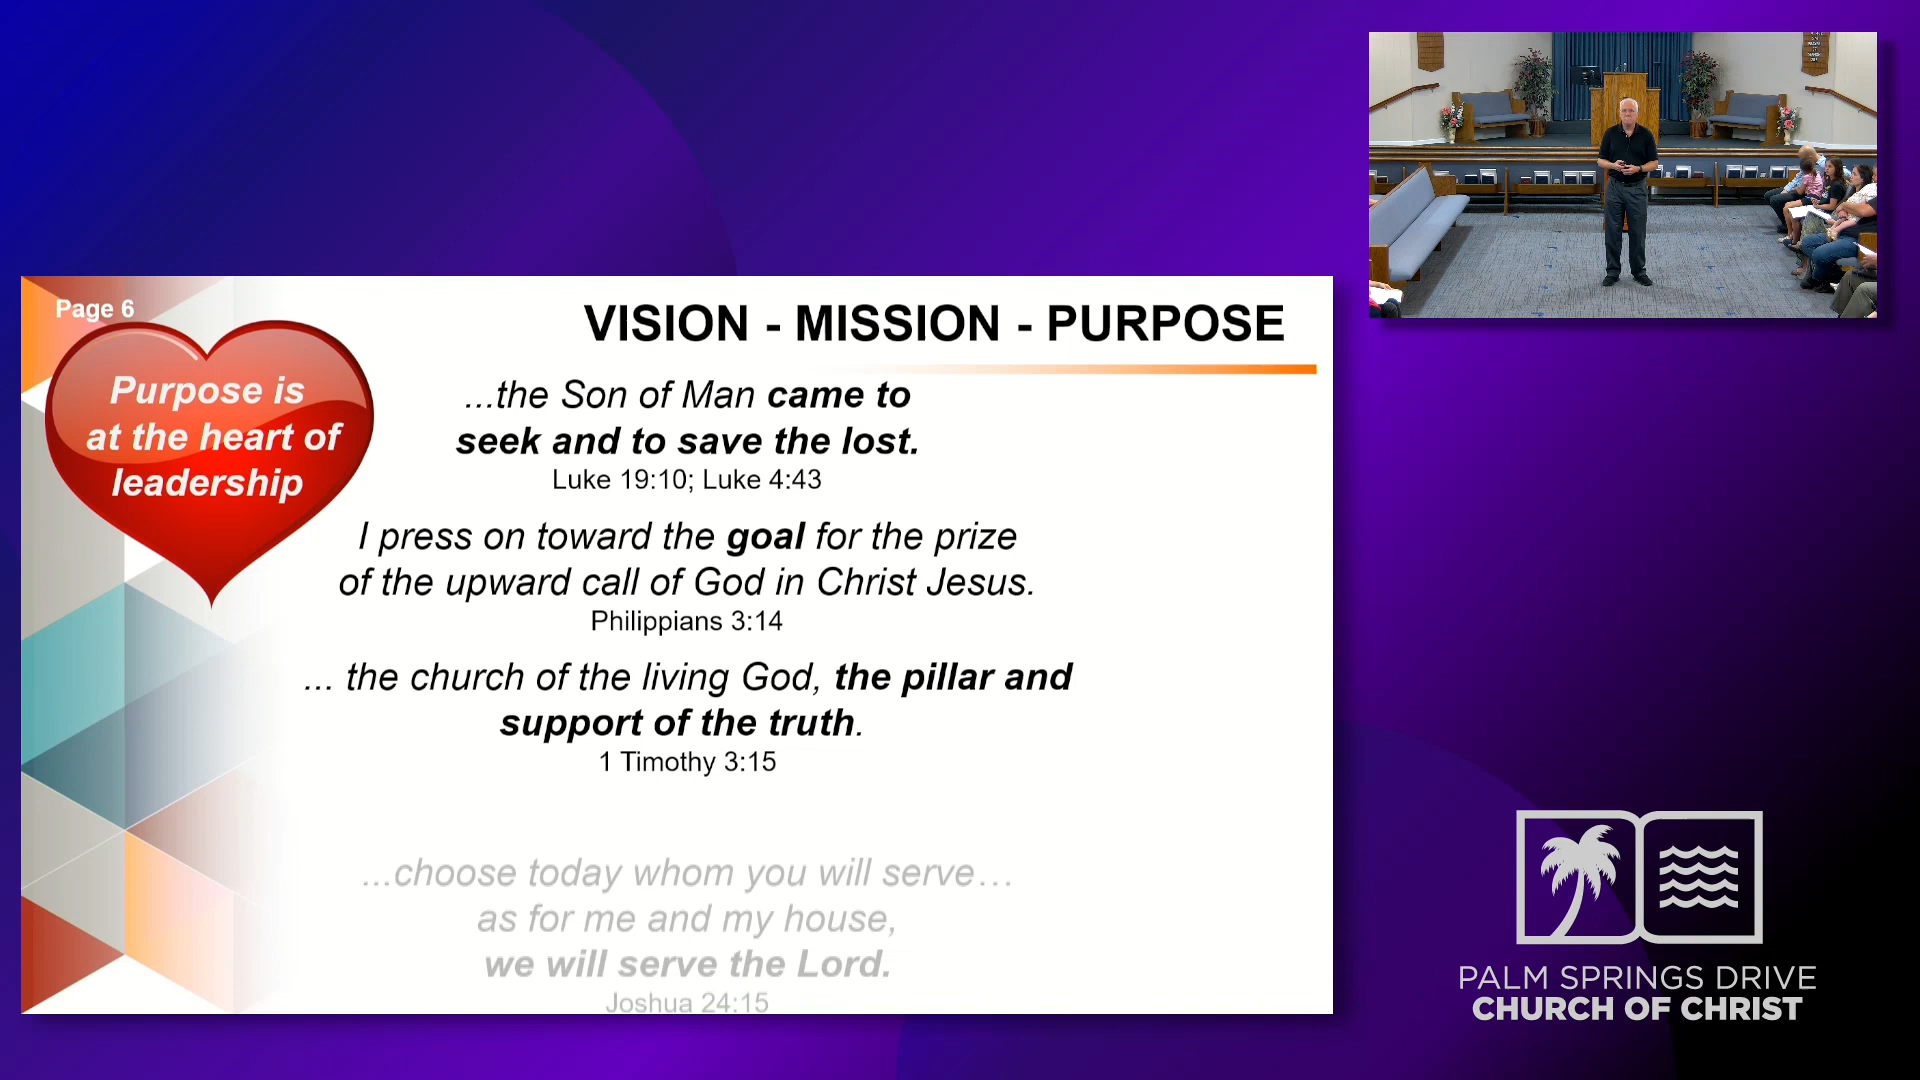 Page 6
VISION - MISSION - PURPOSE
Purpose is
at the heart of
leadership
...the Son of Man came to
seek and to save the lost.
Luke 19:10; Luke 4:43
I press on toward the goal for the prize
of the upward call of God in Christ Jesus.
Philippians 3:14
... the church of the living God, the pillar and
support of the truth.
1 Timothy 3:15
...choose today whom you will serve…
as for me and my house,
we will serve the Lord.
Joshua 24:15
PALM SPRINGS DRIVE
CHURCH OF CHRIST